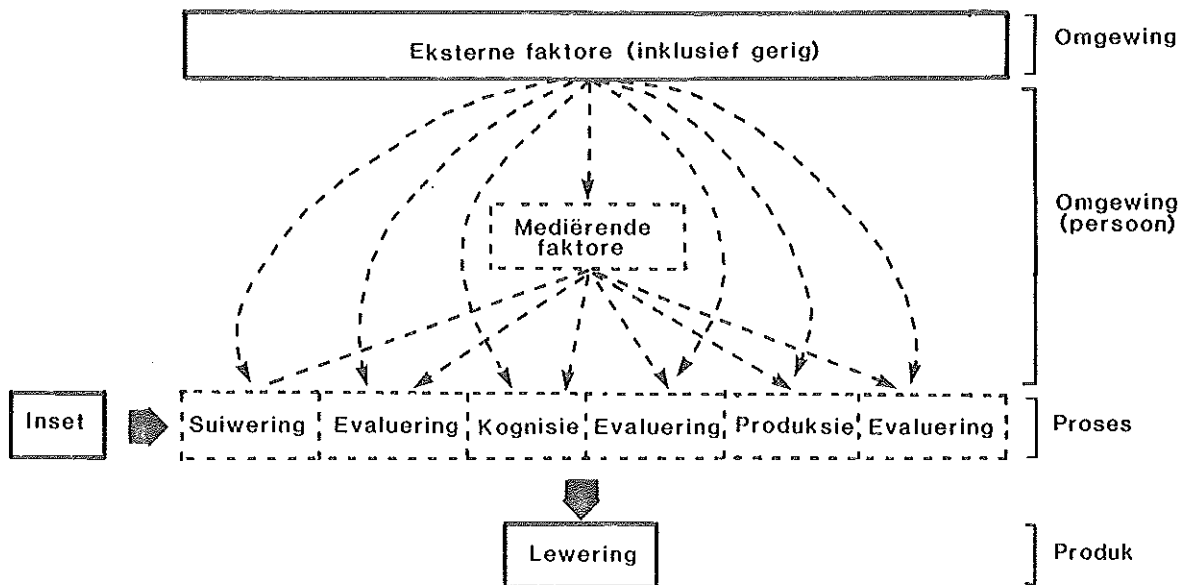 Eksterne faktore (inklusief gerig)
Omgewing
Omgewing
(persoon)
Mediërende
faktore
Inset
Suiwering
Evaluering
Kognisie
Evaluering
Produksie
Evaluering
Proses
Lewering
Produk